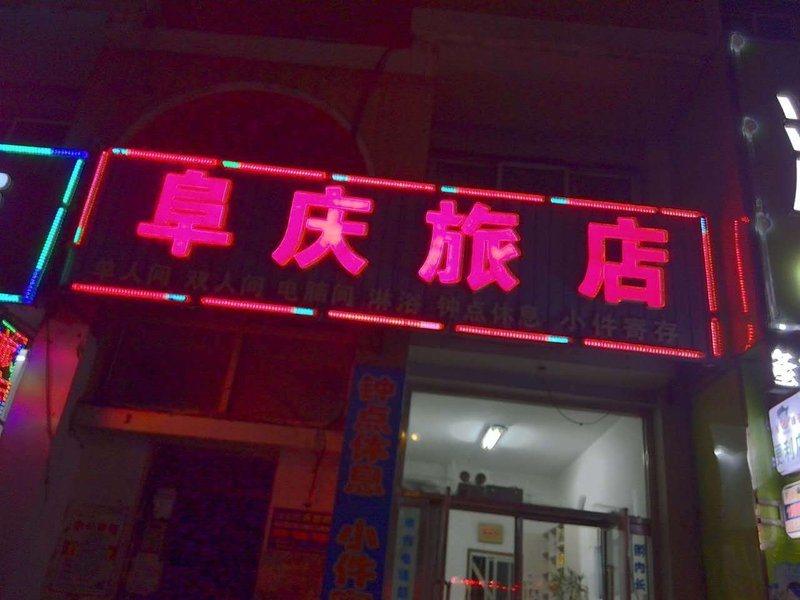 阜庆旅店
单人间 双人间 电脑间 淋浴 钟点休息 小件寄存
钟点休息 小件